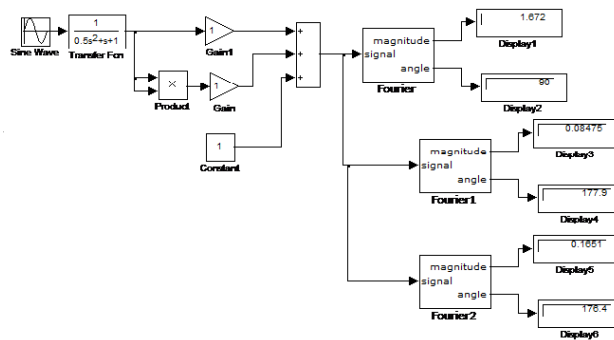 Sine Wave
1
0.5s²+s+1
Transfer Fcn
1
Gain1
×
Product
1
Gain
1
Constant
+
+
+
magnitude
signal
angle
Fourier
1.672
Display1
90
Display2
magnitude
signal
angle
Fourier1
0.08475
Display3
177.9
Display4
magnitude
signal
angle
Fourier2
0.1651
Display5
176.4
Display6